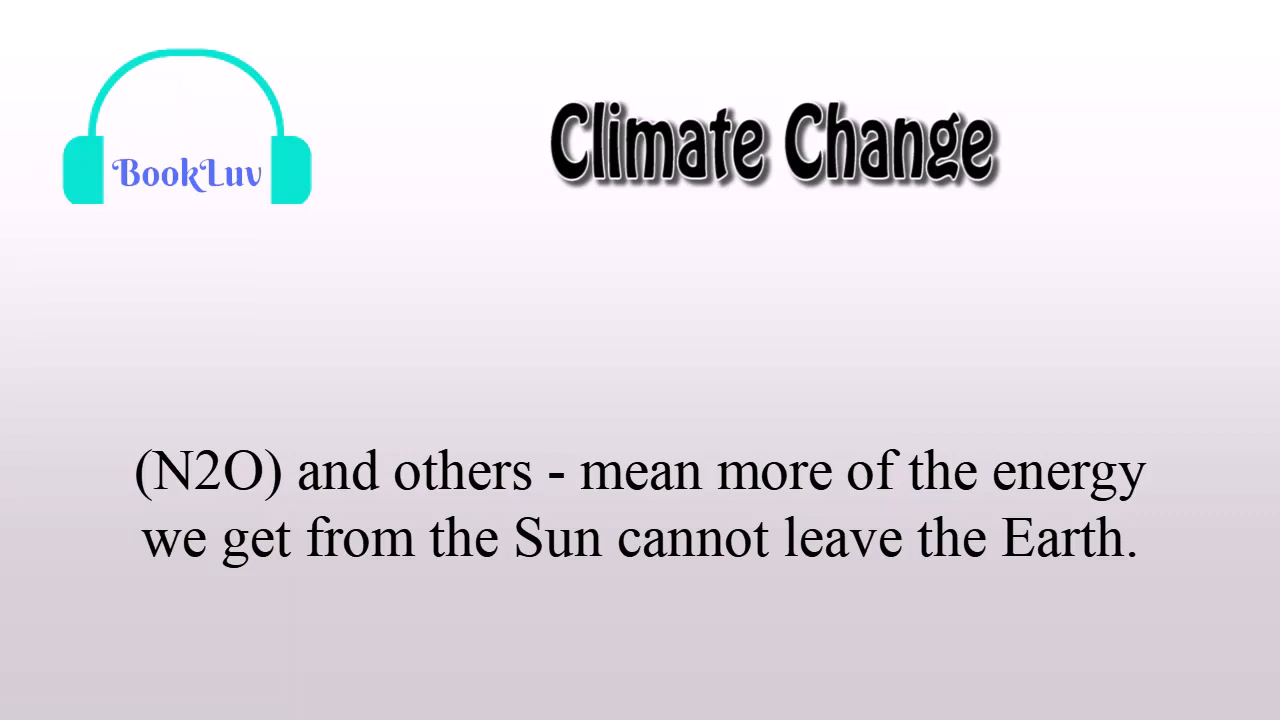 BookLuv
Climate Change
(N2O) and others - mean more of the energy
we get from the Sun cannot leave the Earth.